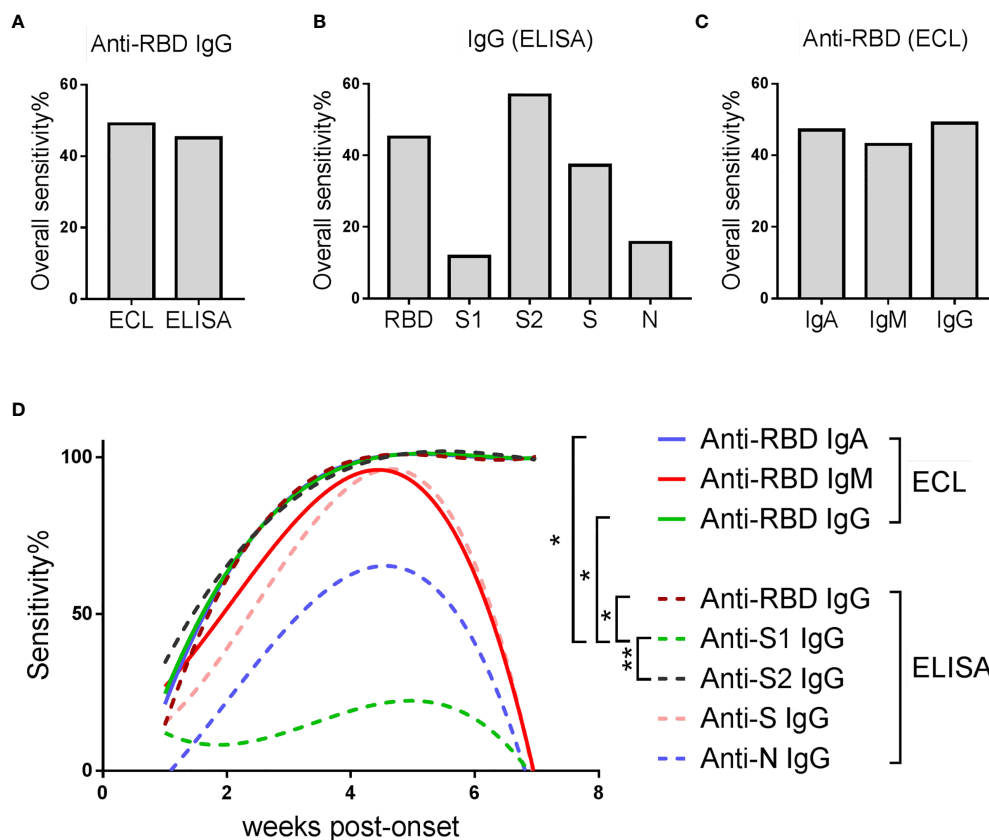 A
Anti-RBD IgG
Overall sensitivity%
60
40
20
0
ECL ELISA
B
IgG (ELISA)
Overall sensitivity%
60
40
20
0
RBD S1 S2 S N
C
Anti-RBD (ECL)
Overall sensitivity%
60
40
20
0
IgA IgM IgG
D
Sensitivity%
100
50
0
0 2 4 6 8
weeks post-onset
*
*
*
**
Anti-RBD IgA
Anti-RBD IgM
Anti-RBD IgG
ECL
Anti-RBD IgG
Anti-S1 IgG
Anti-S2 IgG
Anti-S IgG
Anti-N IgG
ELISA